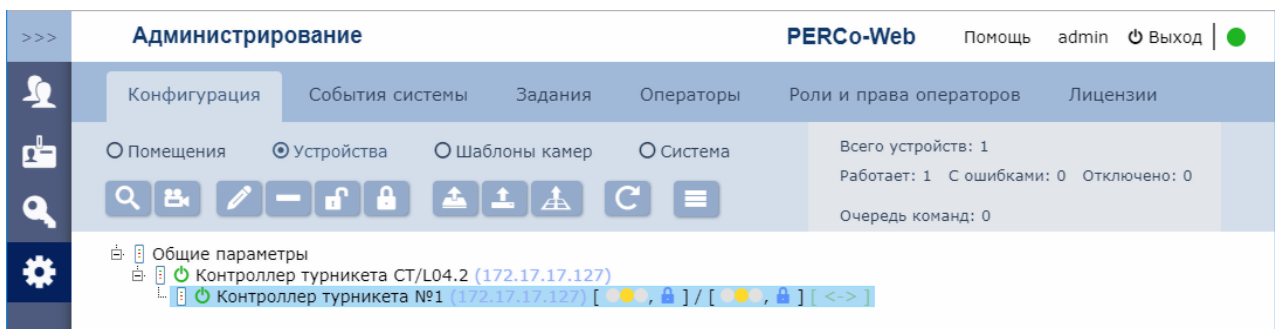 >>> Администрирование PERCo-Web Помощь admin Выход
Конфигурация События системы Задания Операторы Роли и права операторов Лицензии
Помещения Устройства Шаблоны камер Система
Всего устройств: 1
Работает: 1 С ошибками: 0 Отключено: 0
Очередь команд: 0
Общие параметры
Контроллер турникета CT/L04.2 (172.17.17.127)
Контроллер турникета №1 (172.17.17.127) [ , ] / [ , ] [ <-> ]